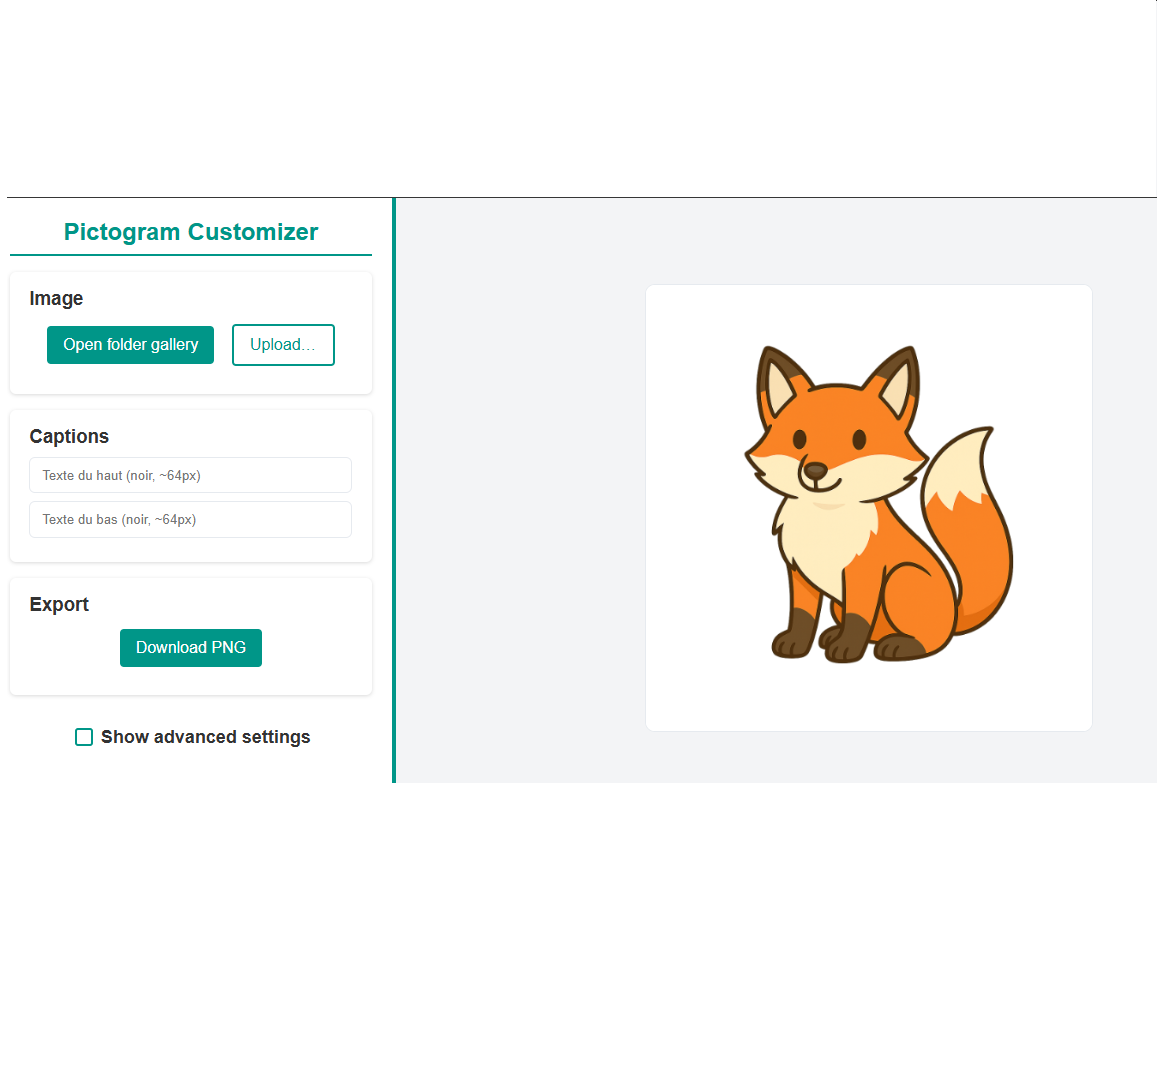 Pictogram Customizer
Image
Open folder gallery
Upload…
Captions
Texte du haut (noir, ~64px)
Texte du bas (noir, ~64px)
Export
Download PNG
Show advanced settings